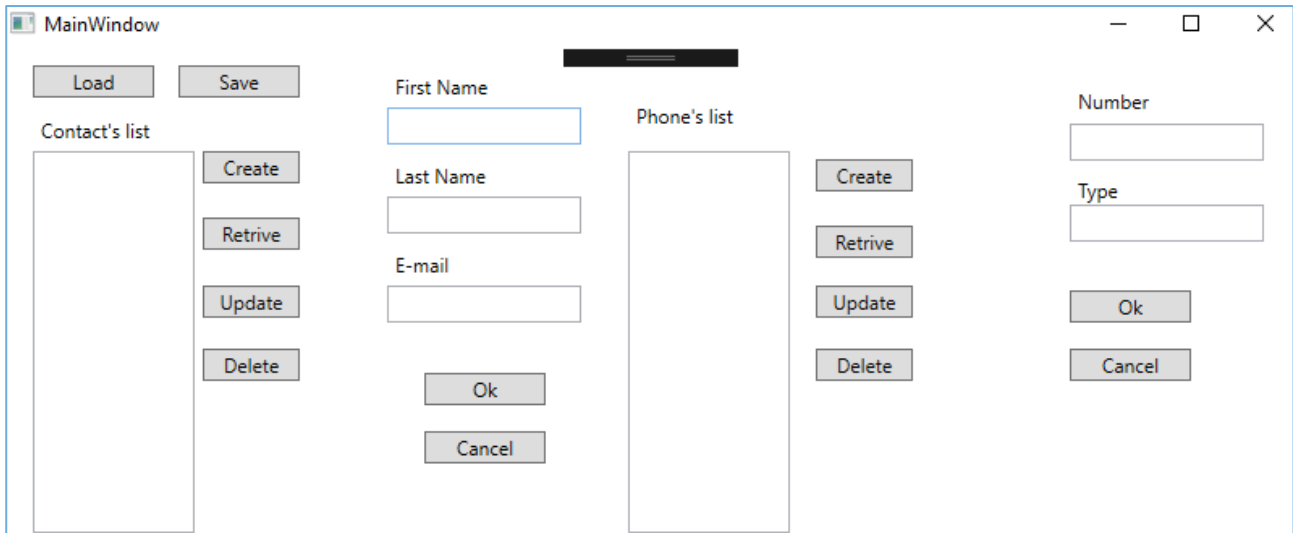 MainWindow
Load
Save
Contact's list
Create
Retrive
Update
Delete
First Name
Last Name
E-mail
Ok
Cancel
Phone's list
Create
Retrive
Update
Delete
Number
Type
Ok
Cancel